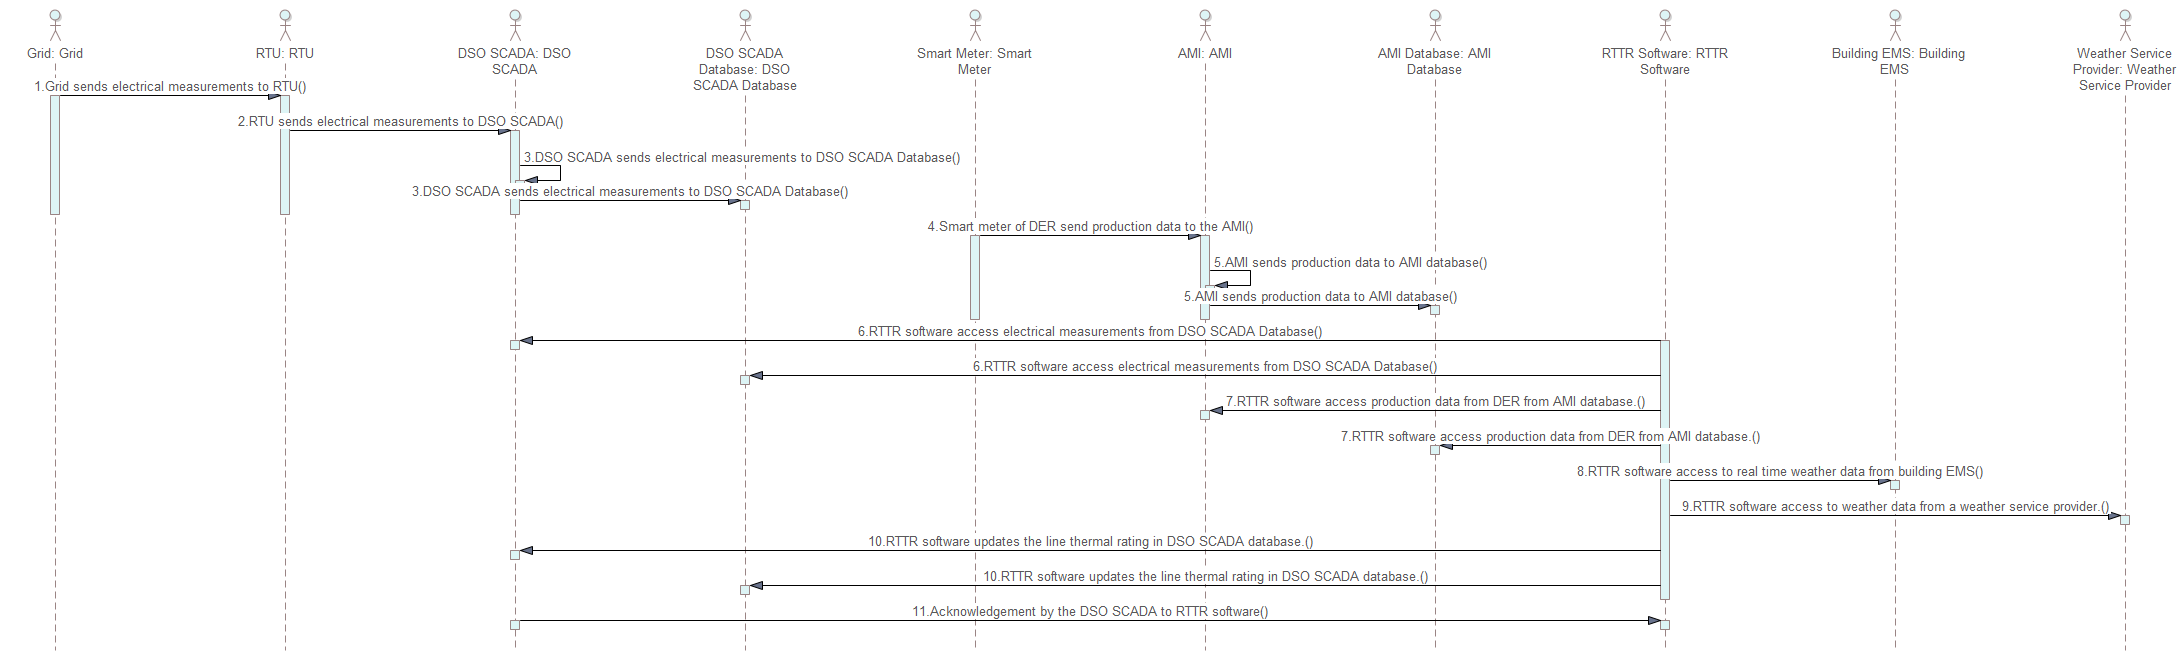 Grid: Grid
RTU: RTU
DSO SCADA: DSO
SCADA
DSO SCADA
Database: DSO
SCADA Database
Smart Meter: Smart
Meter
AMI: AMI
AMI Database: AMI
Database
RTTR Software: RTTR
Software
Building EMS: Building
EMS
Weather Service
Provider: Weather
Service Provider
1.Grid sends electrical measurements to RTU()
2.RTU sends electrical measurements to DSO SCADA()
3.DSO SCADA sends electrical measurements to DSO SCADA Database()
3.DSO SCADA sends electrical measurements to DSO SCADA Database()
4.Smart meter of DER send production data to the AMI()
5.AMI sends production data to AMI database()
5.AMI sends production data to AMI database()
6.RTTR software access electrical measurements from DSO SCADA Database()
6.RTTR software access electrical measurements from DSO SCADA Database()
7.RTTR software access production data from DER from AMI database.()
7.RTTR software access production data from DER from AMI database.()
8.RTTR software access to real time weather data from building EMS()
9.RTTR software access to weather data from a weather service provider.()
10.RTTR software updates the line thermal rating in DSO SCADA database.()
10.RTTR software updates the line thermal rating in DSO SCADA database.()
11.Acknowledgement by the DSO SCADA to RTTR software()